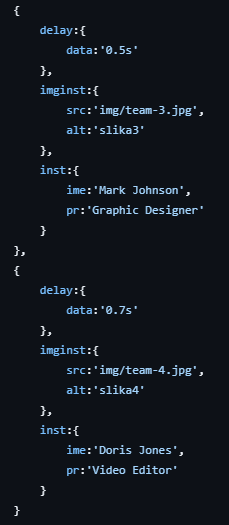 {
    delay:{
        data:'0.5s'
    },
    imginst:{
        src:'img/team-3.jpg',
        alt:'slika3'
    },
    inst:{
        ime:'Mark Johnson',
        pr:'Graphic Designer'
    }
},
{
    delay:{
        data:'0.7s'
    },
    imginst:{
        src:'img/team-4.jpg',
        alt:'slika4'
    },
    inst:{
        ime:'Doris Jones',
        pr:'Video Editor'
    }
}